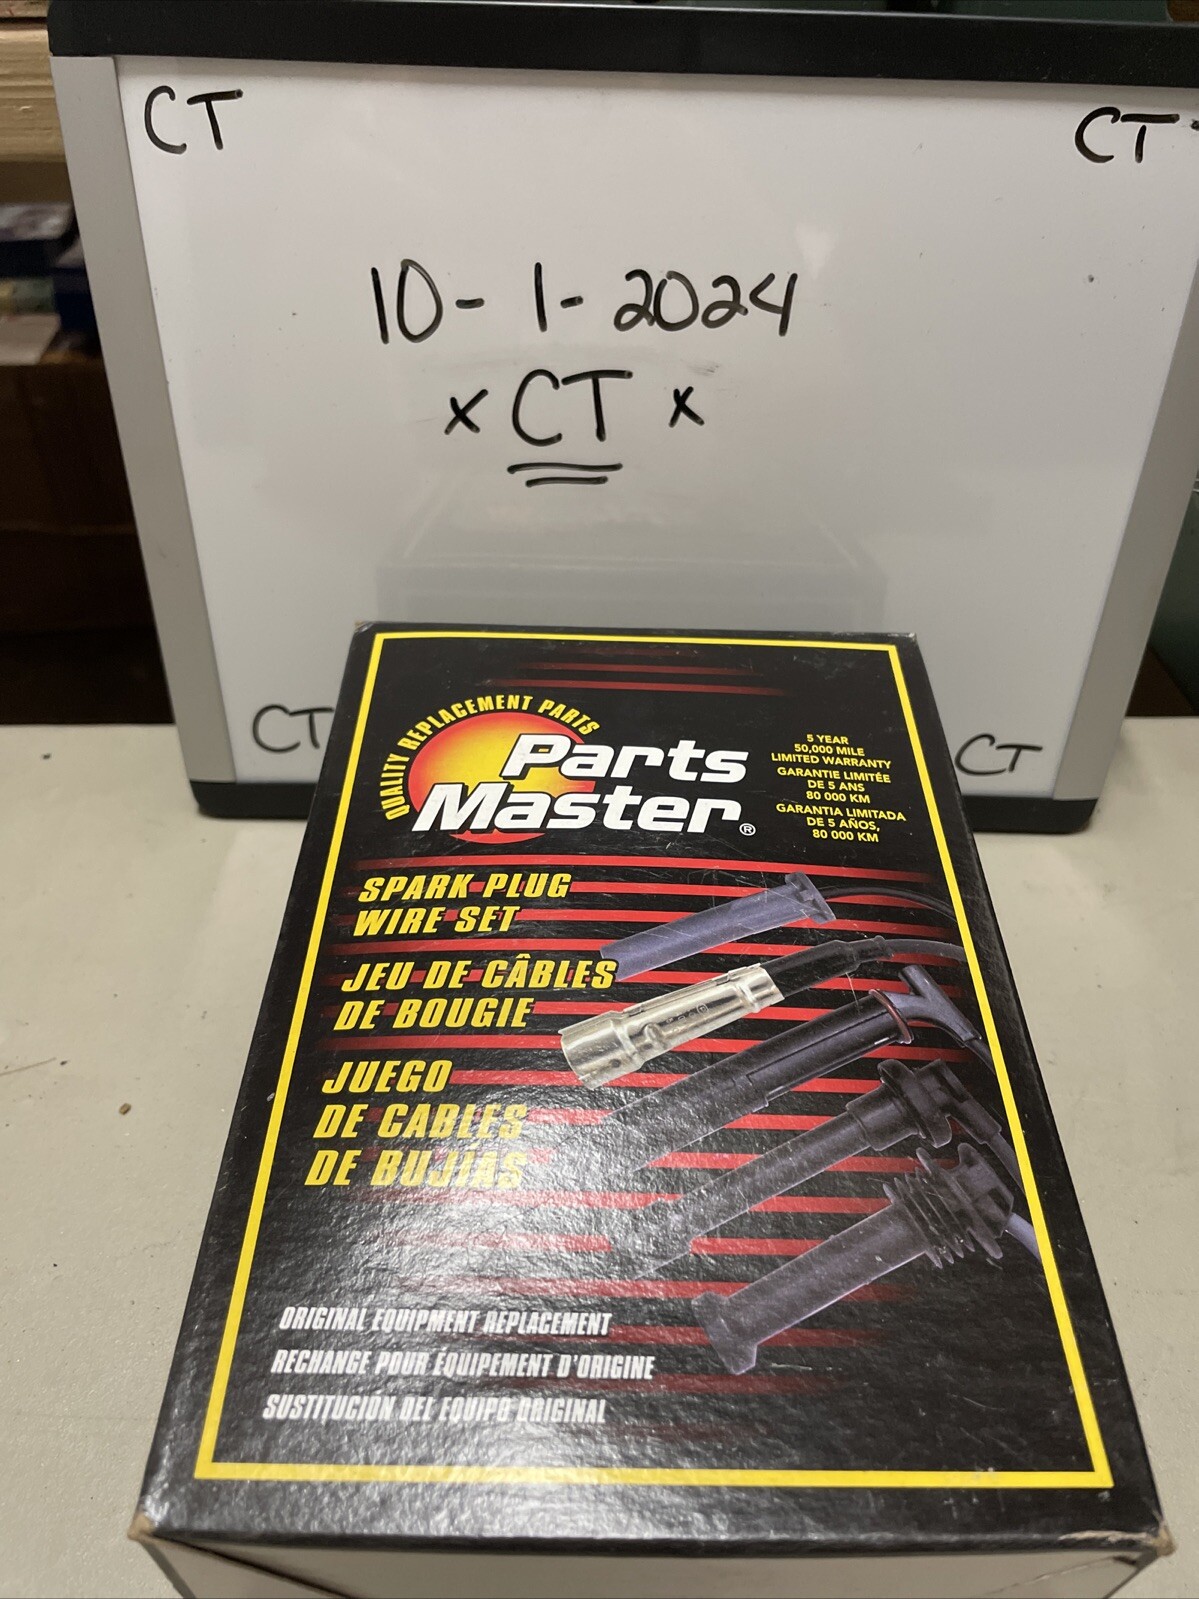 CT
CT
10-1-2024
x CT x
CT
CT
QUALITY REPLACEMENT PARTS
Parts
Master®
5 YEAR
50,000 MILE
LIMITED WARRANTY
GARANTIE LIMITÉE
DE 5 ANS
80 000 KM
GARANTIA LIMITADA
DE 5 AÑOS,
80 000 KM
SPARK PLUG
WIRE SET
JEU DE CÂBLES
DE BOUGIE
JUEGO
DE CABLES
DE BUJÍAS
ORIGINAL EQUIPMENT REPLACEMENT
RECHANGE POUR ÉQUIPEMENT D'ORIGINE
SUSTITUCIÓN DEL EQUIPO ORIGINAL